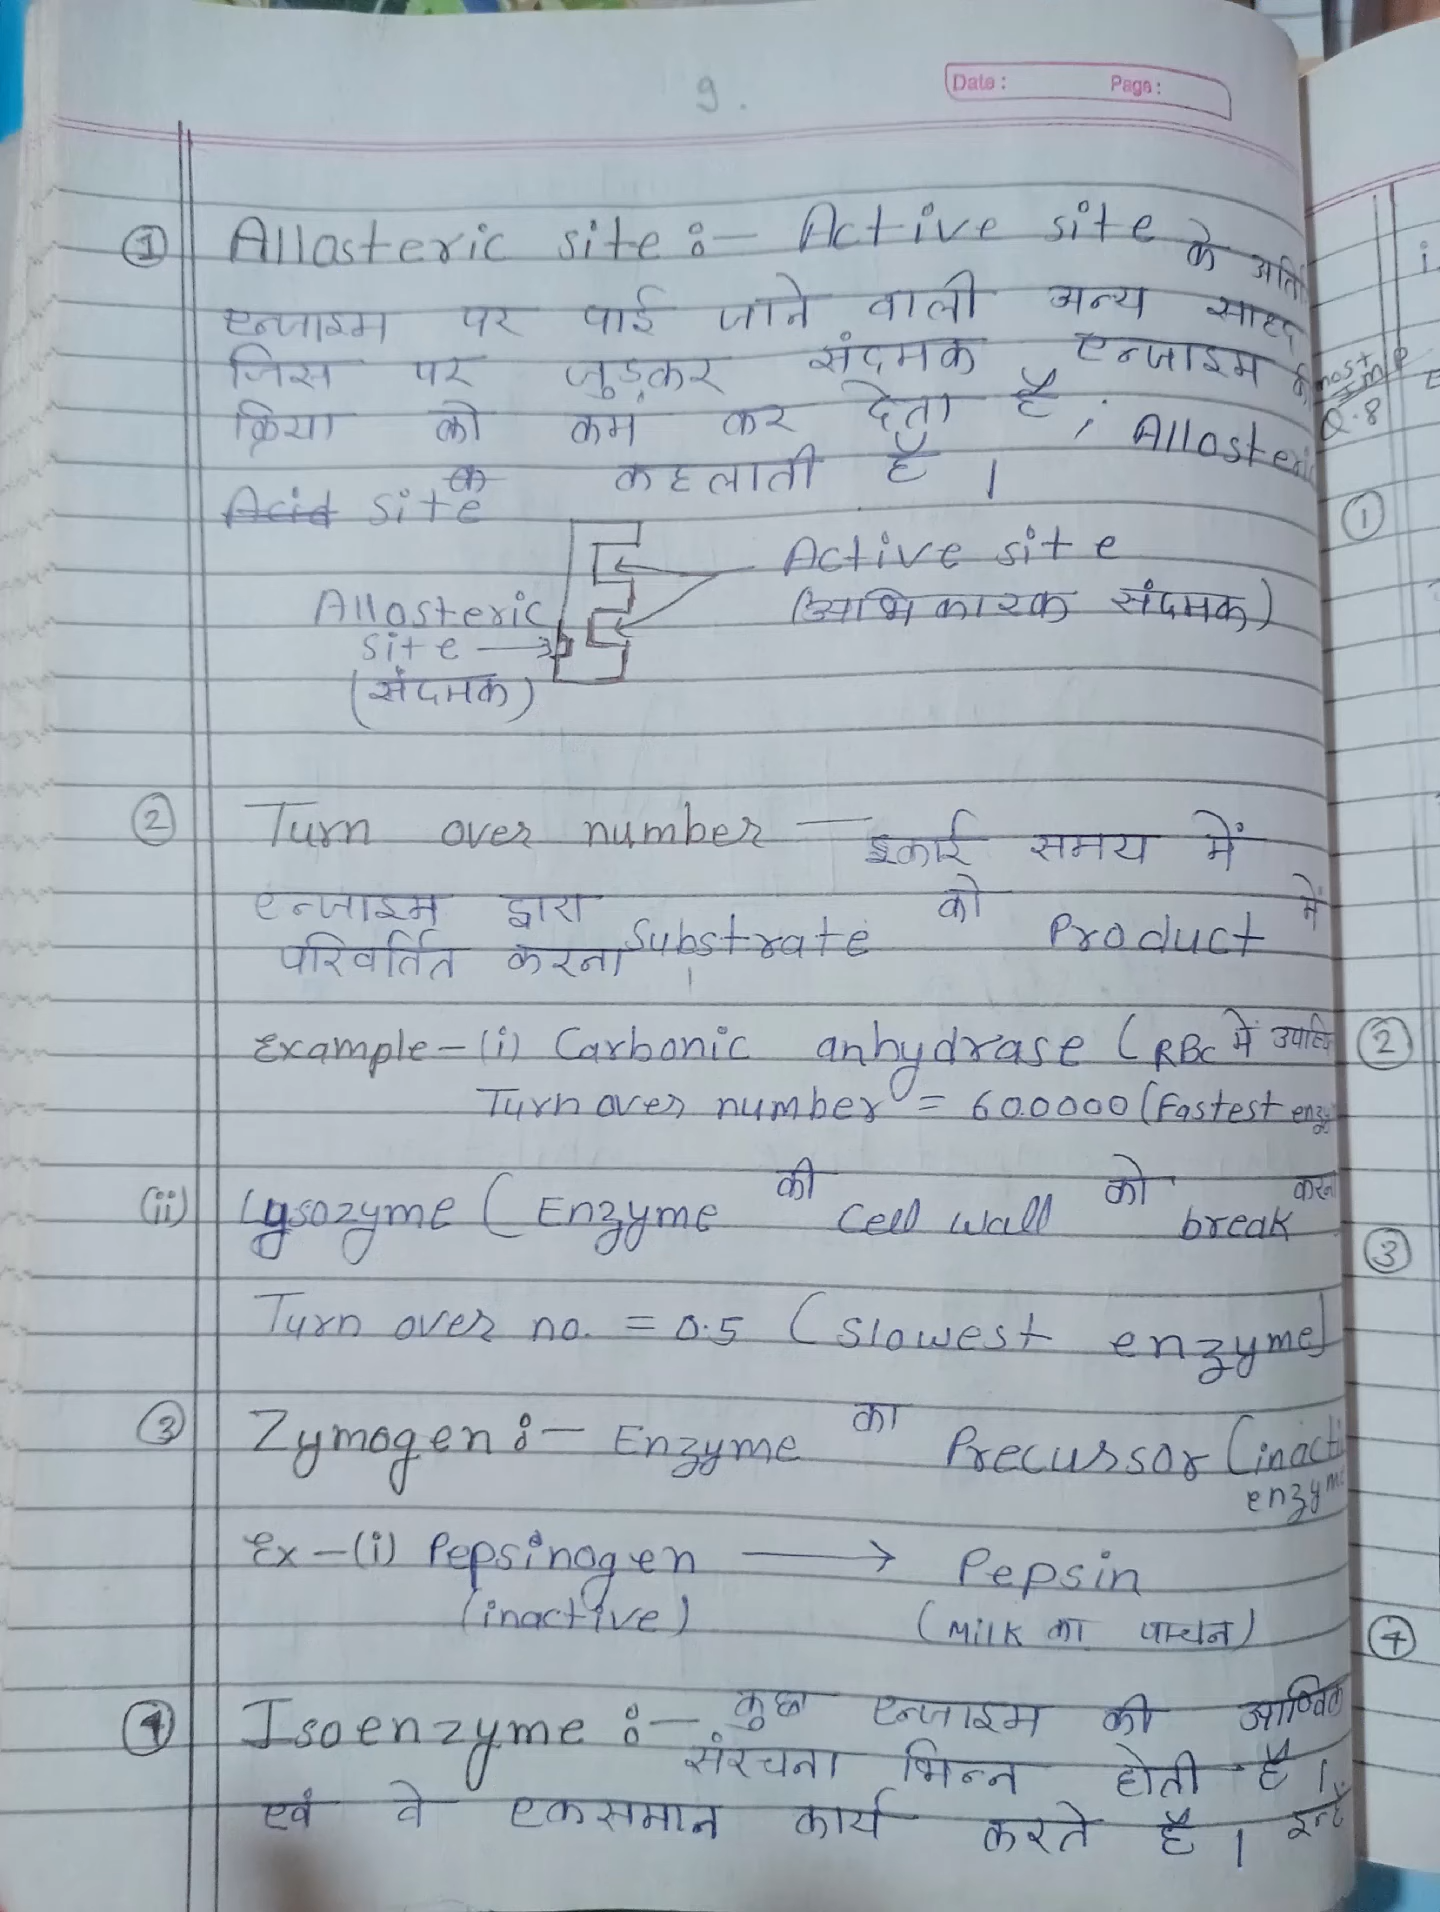 9.
Date : Page :
① Allosteric site :- Active site के अति
एन्जाइम पर पाई जाने वाली अन्य साइट
जिस पर जुड़कर संदमक एन्जाइम की
क्रिया को कम कर देता है, Allosteric
Acid site कहलाती है ।
Active site
(अभिकारक संदमक)
Allosteric
site
(संदमक)
② Turn over number — इकाई समय में
एन्जाइम द्वारा Substrate को Product में
परिवर्तित करना
Example - (i) Carbonic anhydrase (RBC में
Turn over number = 600000 (Fastest enzy
(ii) Lysozyme (Enzyme की Cell wall को break करना
Turn over no. = 0.5 (Slowest enzyme)
③ Zymogen :- Enzyme का Precursor (inacti
enzyme
Ex - (i) Pepsinogen → Pepsin
(inactive) (Milk का पाचन)
④ Isoenzyme :- कुछ एन्जाइम की आण्विक
संरचना भिन्न होती है ।
एवं वे एकसमान कार्य करते है । इन्हें
most
Imp
Q.8
①
②
③
④
i